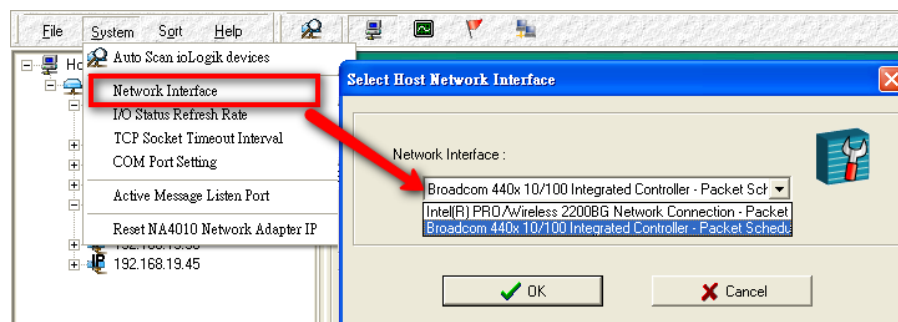 File System Sort Help
Auto Scan ioLogik devices
Network Interface
I/O Status Refresh Rate
TCP Socket Timeout Interval
COM Port Setting
Active Message Listen Port
Reset NA4010 Network Adapter IP
192.168.19.45
Select Host Network Interface
Network Interface :
Broadcom 440x 10/100 Integrated Controller - Packet Sch
Intel(R) PRO/Wireless 2200BG Network Connection - Packet
Broadcom 440x 10/100 Integrated Controller - Packet Schedu
OK
Cancel